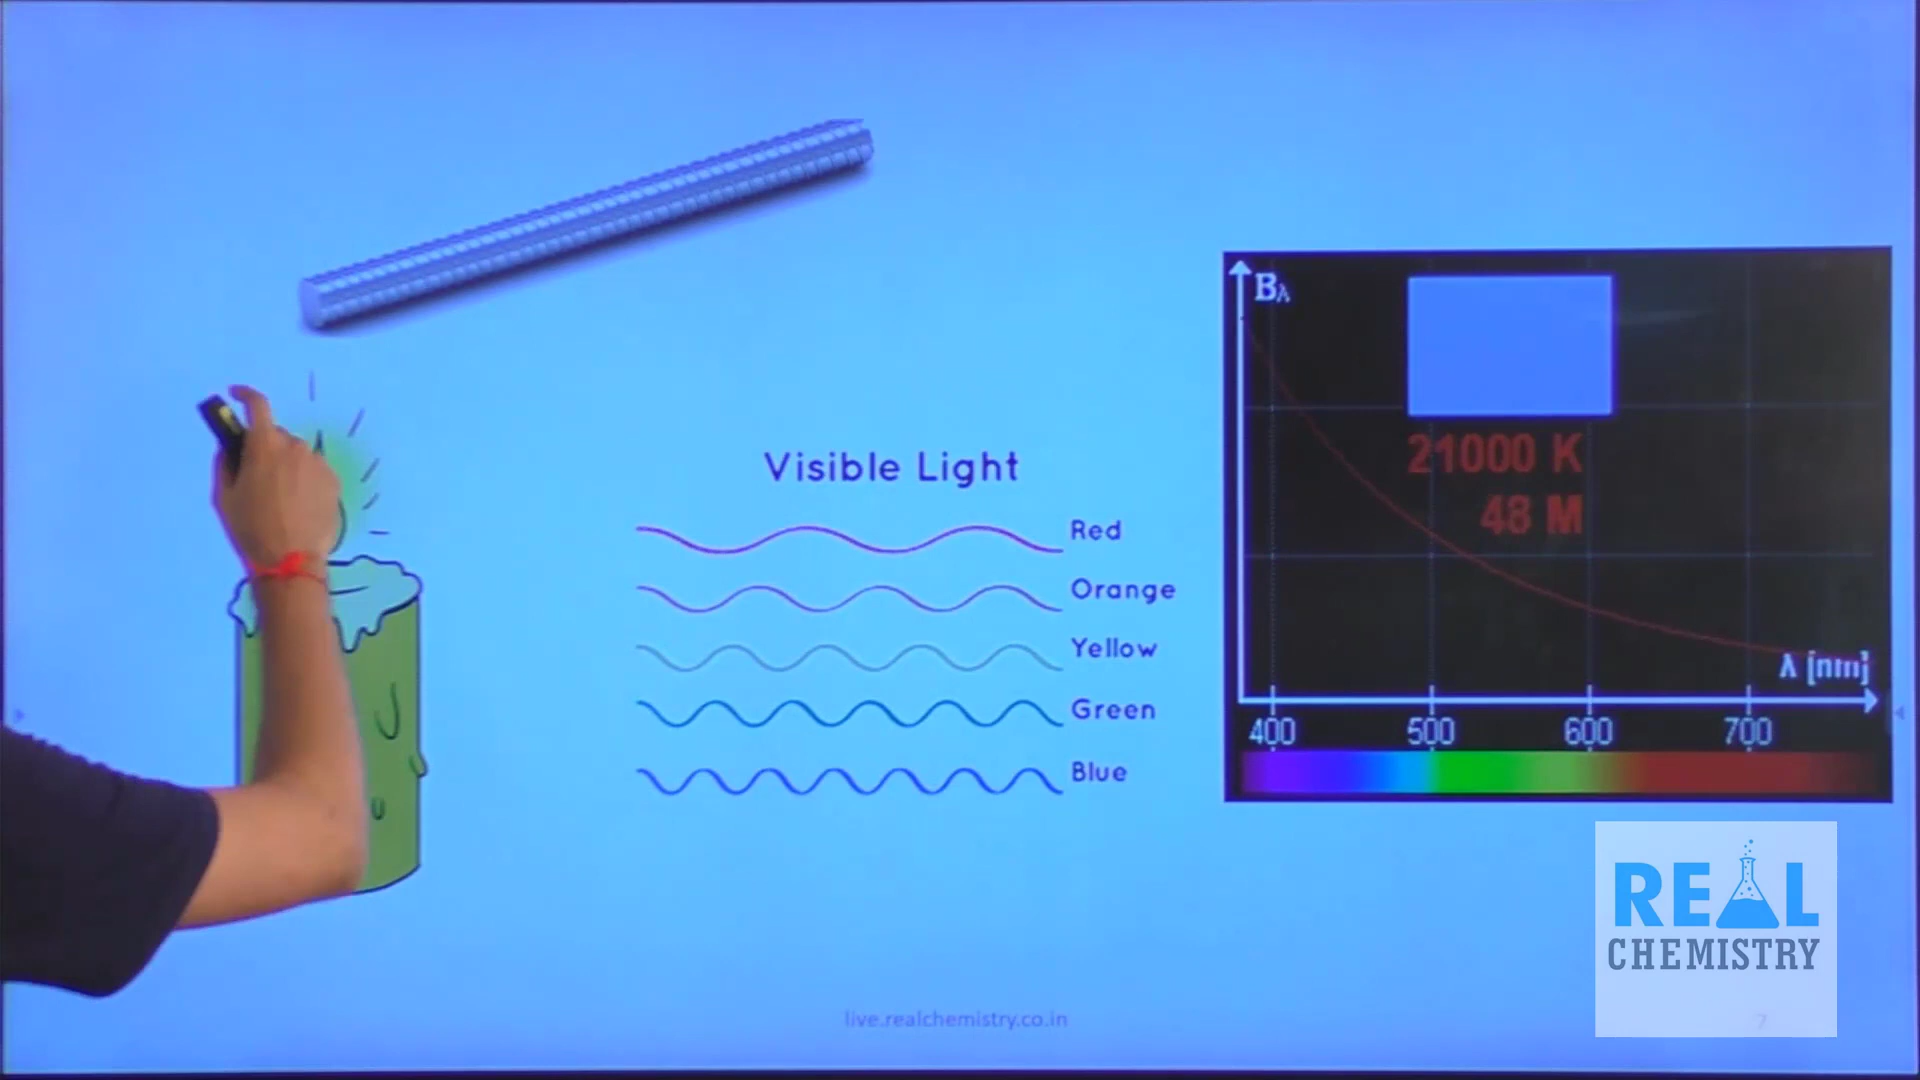 Visible Light
Red
Orange
Yellow
Green
Blue
Bλ
21000 K
48 M
λ [nm]
400 500 600 700
REAL
CHEMISTRY
live.realchemistry.co.in
7